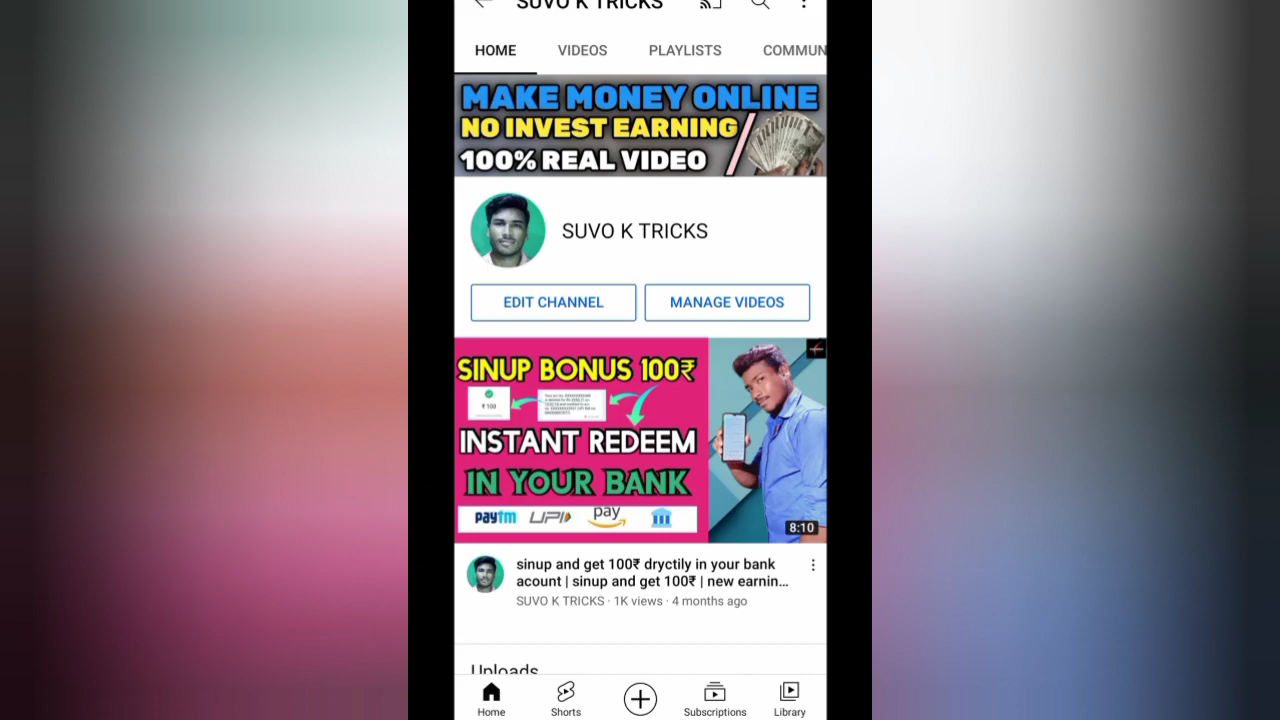 SUVO K TRICKS
HOME VIDEOS PLAYLISTS COMMUN
MAKE MONEY ONLINE
NO INVEST EARNING
100% REAL VIDEO
SUVO K TRICKS
EDIT CHANNEL MANAGE VIDEOS
SINUP BONUS 100₹
₹ 100
INSTANT REDEEM
IN YOUR BANK
paytm UPI pay
8:10
sinup and get 100₹ dryctily in your bank
acount | sinup and get 100₹ | new earnin...
SUVO K TRICKS · 1K views · 4 months ago
Uploads
Home Shorts Subscriptions Library